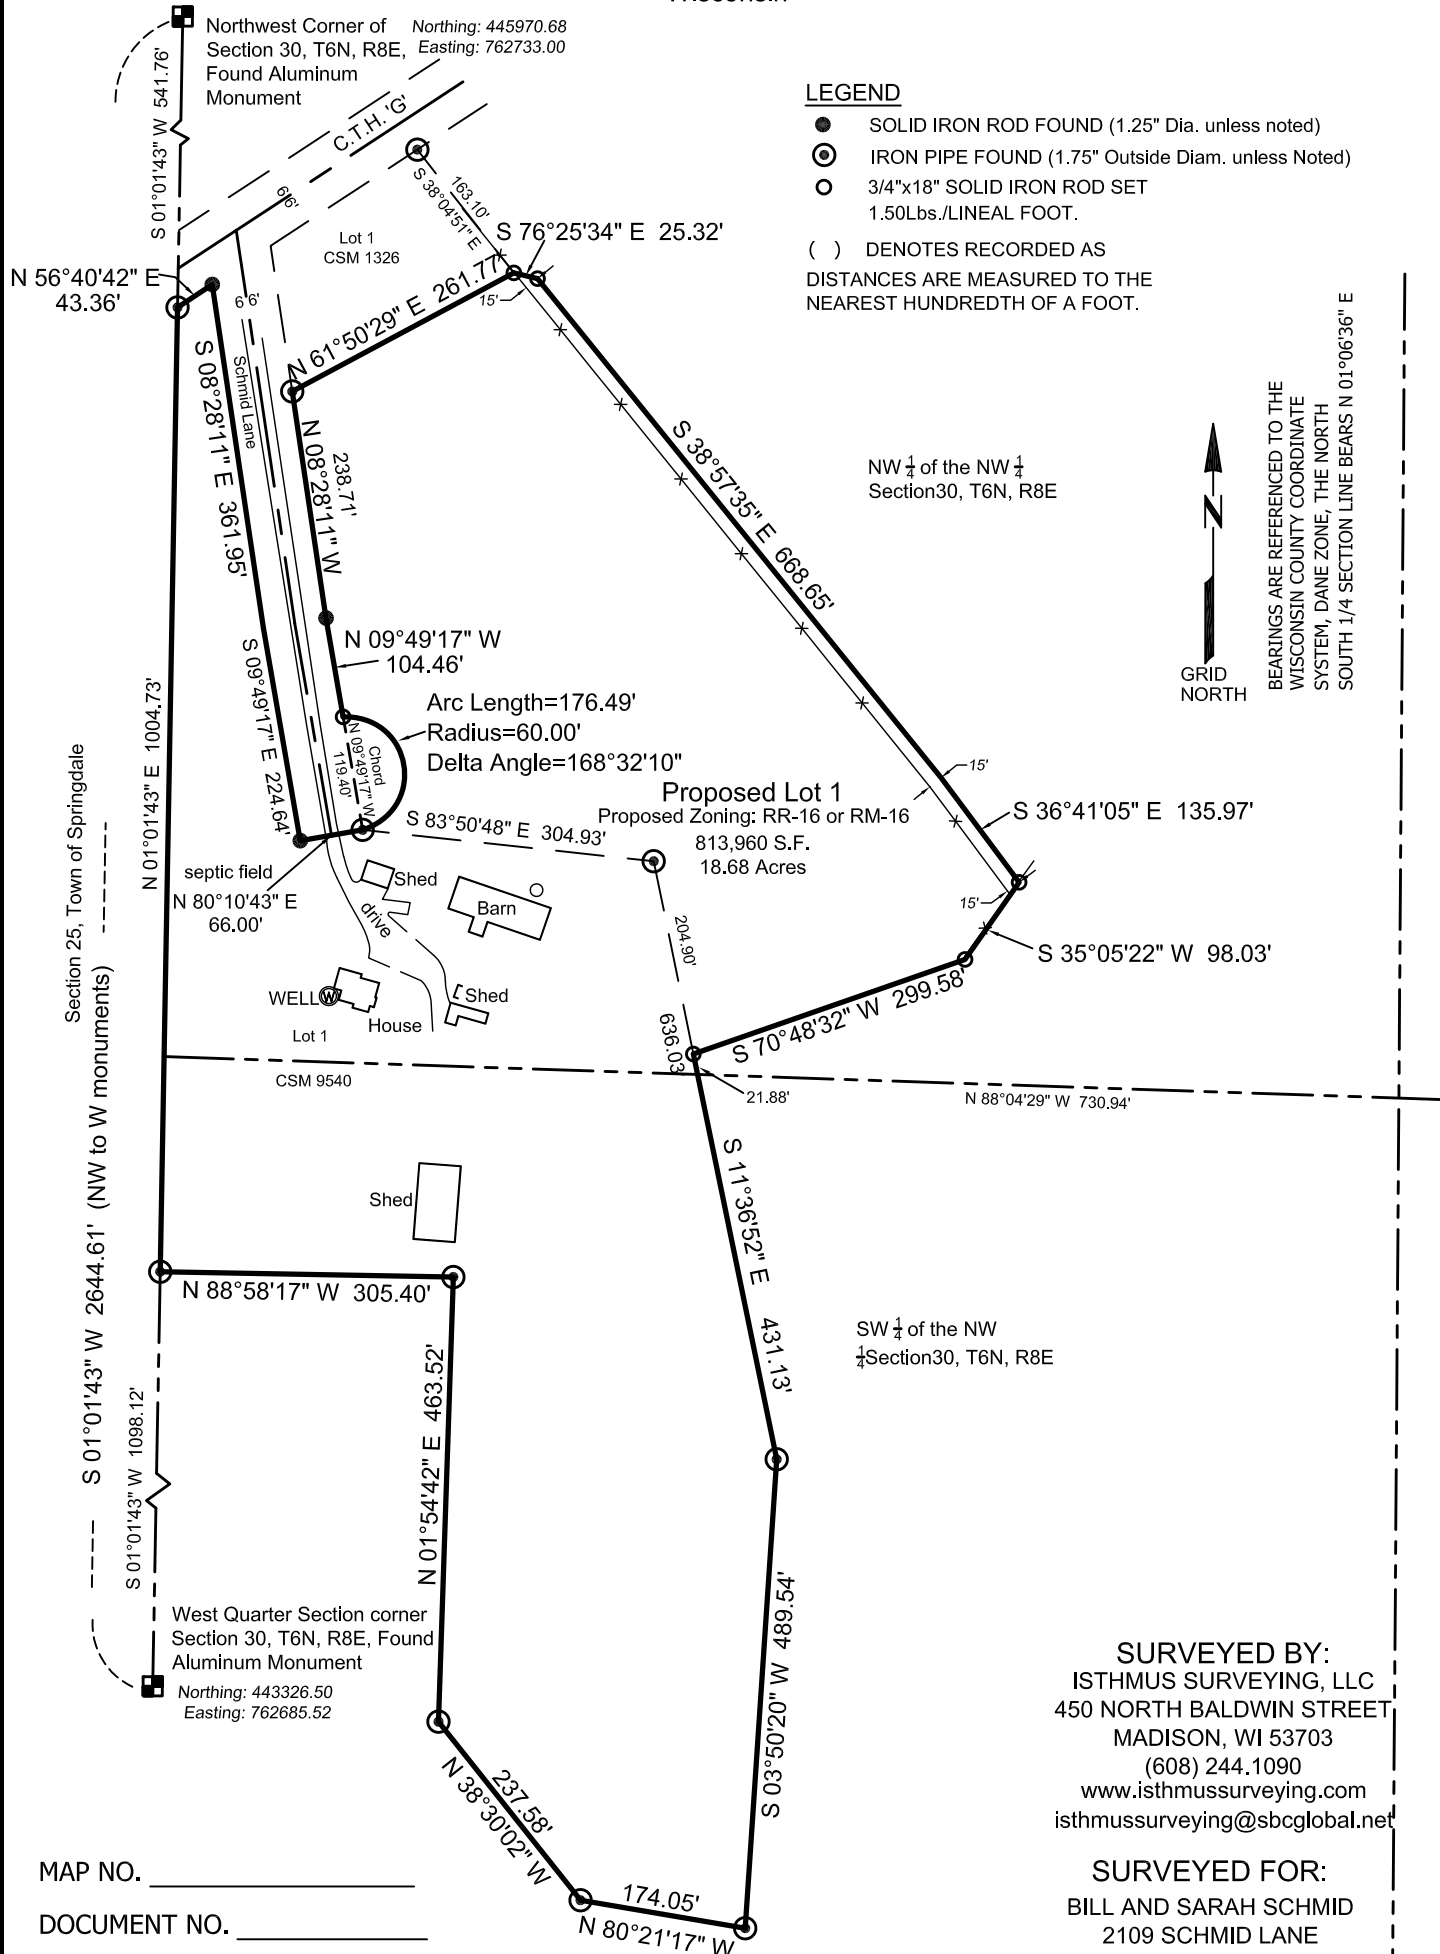 Northwest Corner of
Section 30, T6N, R8E,
Found Aluminum
Monument
Northing: 445970.68
Easting: 762733.00
S 01°01'43" W 541.76'
C.T.H. 'G'
66'
LEGEND
SOLID IRON ROD FOUND (1.25" Dia. unless noted)
IRON PIPE FOUND (1.75" Outside Diam. unless Noted)
3/4"x18" SOLID IRON ROD SET
1.50Lbs./LINEAL FOOT.
( ) DENOTES RECORDED AS
DISTANCES ARE MEASURED TO THE
NEAREST HUNDREDTH OF A FOOT.
163.10'
S 38°04'51" E
S 76°25'34" E 25.32'
Lot 1
CSM 1326
N 56°40'42" E
43.36'
66'
N 61°50'29" E 261.77'
15'
Schmid Lane
S 08°28'11" E 361.95'
238.71'
N 08°28'11" W
S 38°57'35" E 668.65'
NW 1/4 of the NW 1/4
Section30, T6N, R8E
GRID
NORTH
N
BEARINGS ARE REFERENCED TO THE
WISCONSIN COUNTY COORDINATE
SYSTEM, DANE ZONE, THE NORTH
SOUTH 1/4 SECTION LINE BEARS N 01°06'36" E
N 09°49'17" W
104.46'
S 09°49'17" E 224.64'
N 01°01'43" E 1004.73'
Arc Length=176.49'
Radius=60.00'
Delta Angle=168°32'10"
Chord
N 09°49'17" W
119.40'
Proposed Lot 1
Proposed Zoning: RR-16 or RM-16
813,960 S.F.
18.68 Acres
15'
S 36°41'05" E 135.97'
S 83°50'48" E 304.93'
septic field
N 80°10'43" E
66.00'
Shed
Barn
drive
15'
S 35°05'22" W 98.03'
204.90'
S 70°48'32" W 299.58'
WELL
W
House
Shed
Lot 1
CSM 9540
636.03'
21.88'
N 88°04'29" W 730.94'
Section 25, Town of Springdale
S 01°01'43" W 2644.61' (NW to W monuments)
Shed
S 11°36'52" E 431.13'
N 88°58'17" W 305.40'
SW 1/4 of the NW
1/4Section30, T6N, R8E
N 01°54'42" E 463.52'
S 01°01'43" W 1098.12'
West Quarter Section corner
Section 30, T6N, R8E, Found
Aluminum Monument
Northing: 443326.50
Easting: 762685.52
S 03°50'20" W 489.54'
237.58'
N 38°30'02" W
174.05'
N 80°21'17" W
SURVEYED BY:
ISTHMUS SURVEYING, LLC
450 NORTH BALDWIN STREET
MADISON, WI 53703
(608) 244.1090
www.isthmussurveying.com
isthmussurveying@sbcglobal.net
SURVEYED FOR:
BILL AND SARAH SCHMID
2109 SCHMID LANE
MAP NO.
DOCUMENT NO.